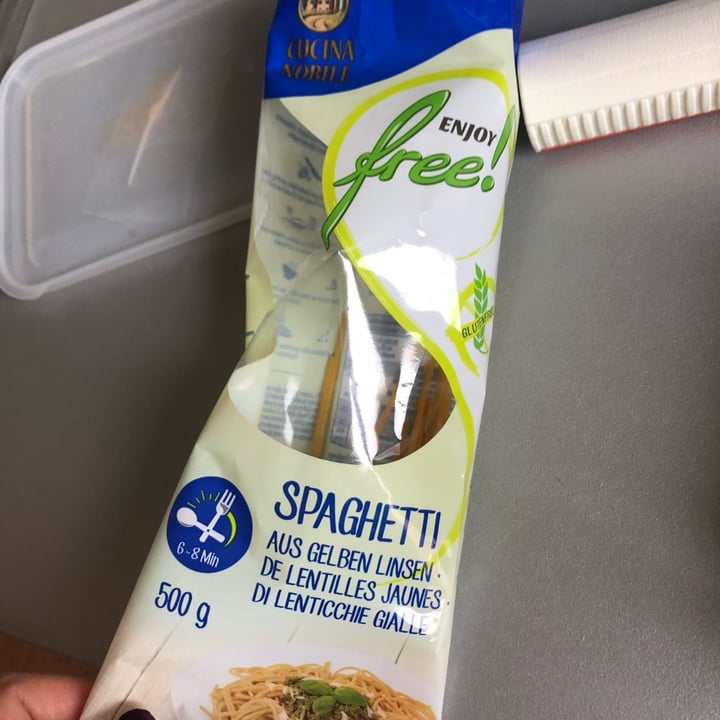 CUCINA
NOBILE
ENJOY
free!
GLUTENFREI
SPAGHETTI
AUS GELBEN LINSEN ·
DE LENTILLES JAUNES ·
DI LENTICCHIE GIALLE
6-8 Min
500 g